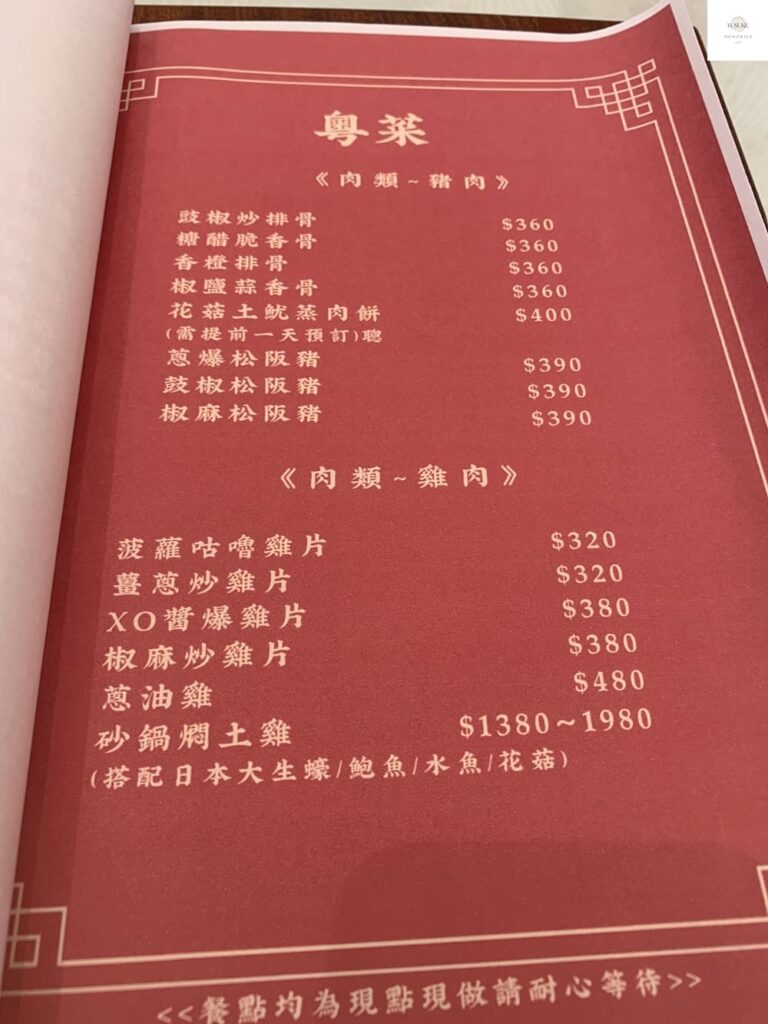 YUSUKE
MEMORIES
粵菜
《肉類~豬肉》
豉椒炒排骨 $360
糖醋脆香骨 $360
香橙排骨 $360
椒鹽蒜香骨 $360
花菇土魷蒸肉餅 $400
(需提前一天預訂)聰
蔥爆松阪豬 $390
鼓椒松阪豬 $390
椒麻松阪豬 $390
《肉類~雞肉》
菠蘿咕嚕雞片 $320
薑蔥炒雞片 $320
XO醬爆雞片 $380
椒麻炒雞片 $380
蔥油雞 $480
砂鍋燜土雞 $1380~1980
(搭配日本大生蠔/鮑魚/水魚/花菇)
<<餐點均為現點現做請耐心等待>>